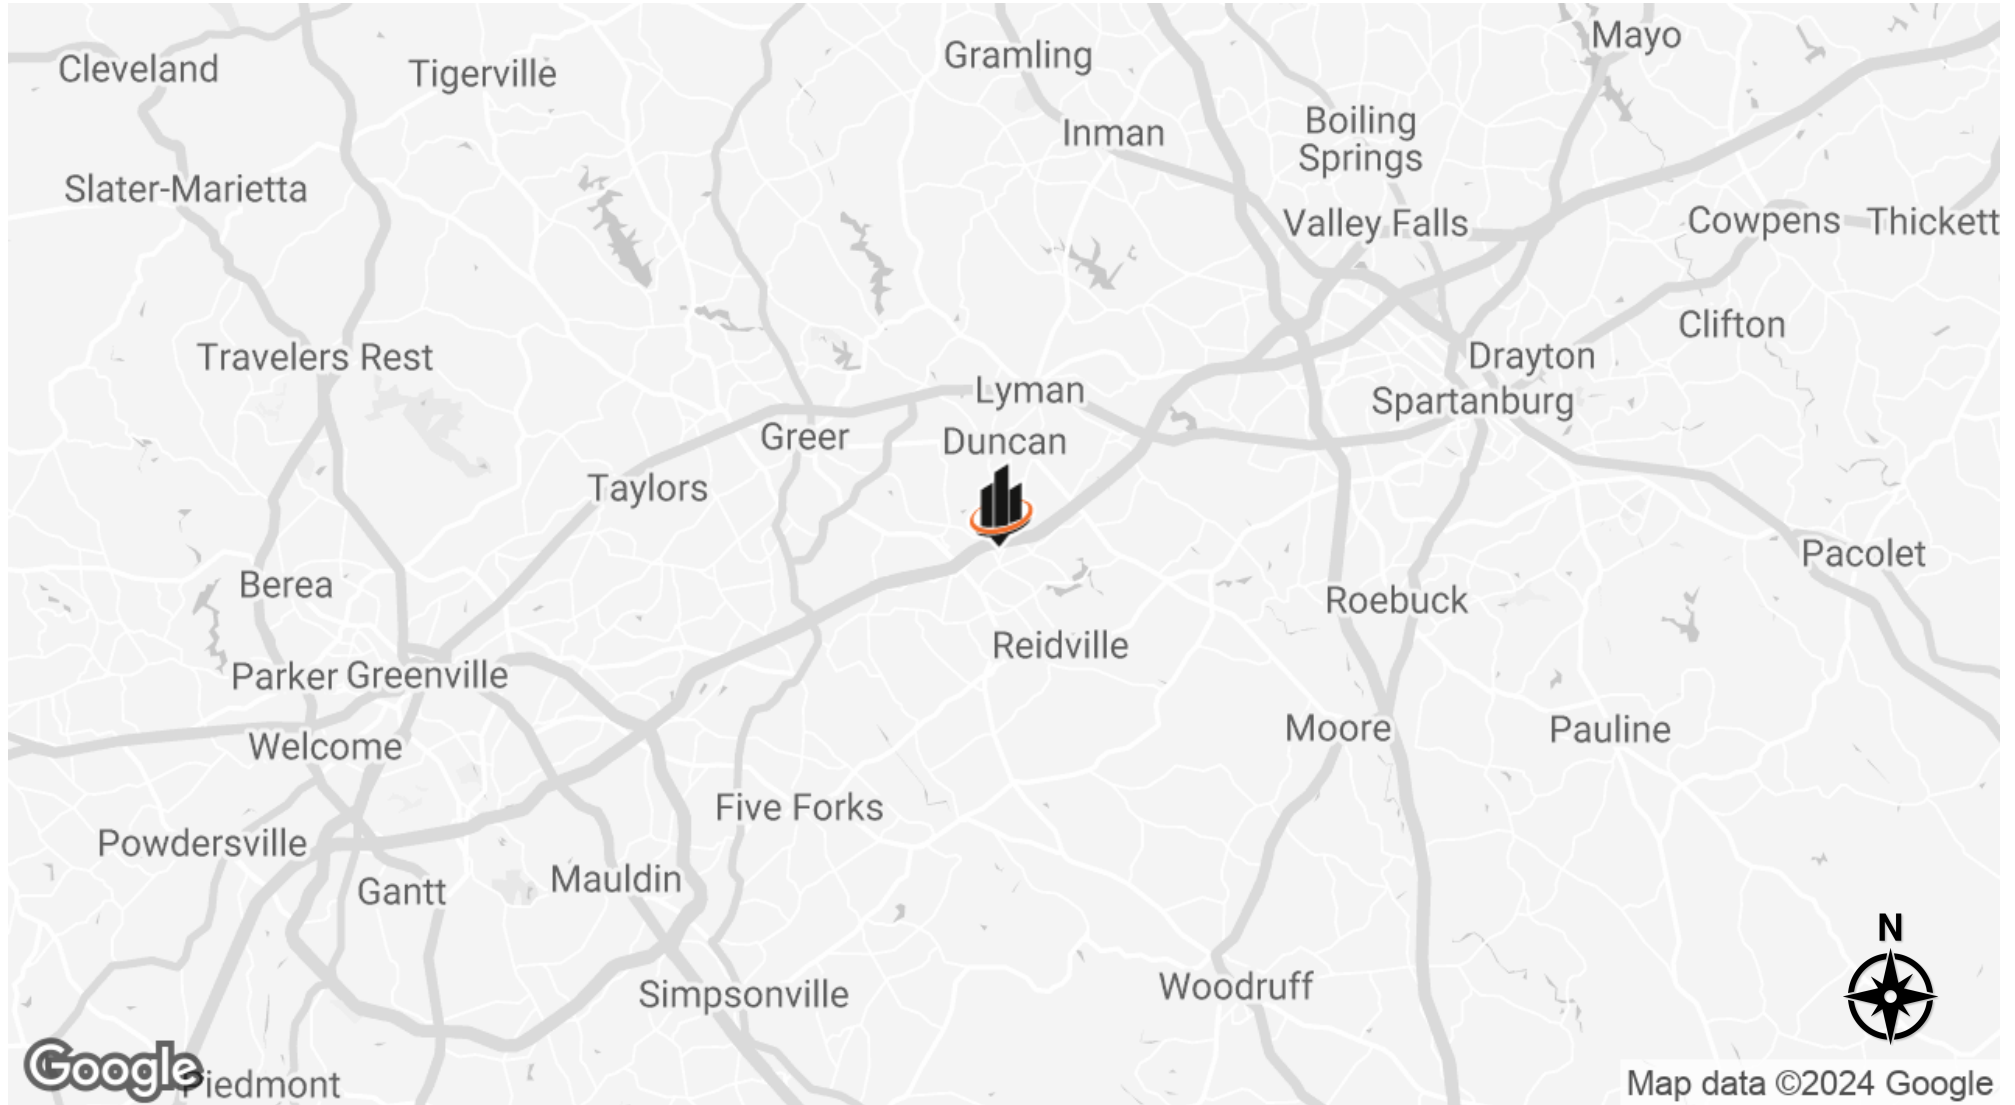 Mayo
Gramling
Cleveland
Tigerville
Boiling
Springs
Inman
Slater-Marietta
Valley Falls
Cowpens
Thickett
Clifton
Travelers Rest
Drayton
Lyman
Spartanburg
Greer
Duncan
Taylors
Pacolet
Berea
Roebuck
Reidville
Parker
Greenville
Moore
Pauline
Welcome
Five Forks
Powdersville
Mauldin
Gantt
N
Woodruff
Simpsonville
Google
Piedmont
Map data ©2024 Google